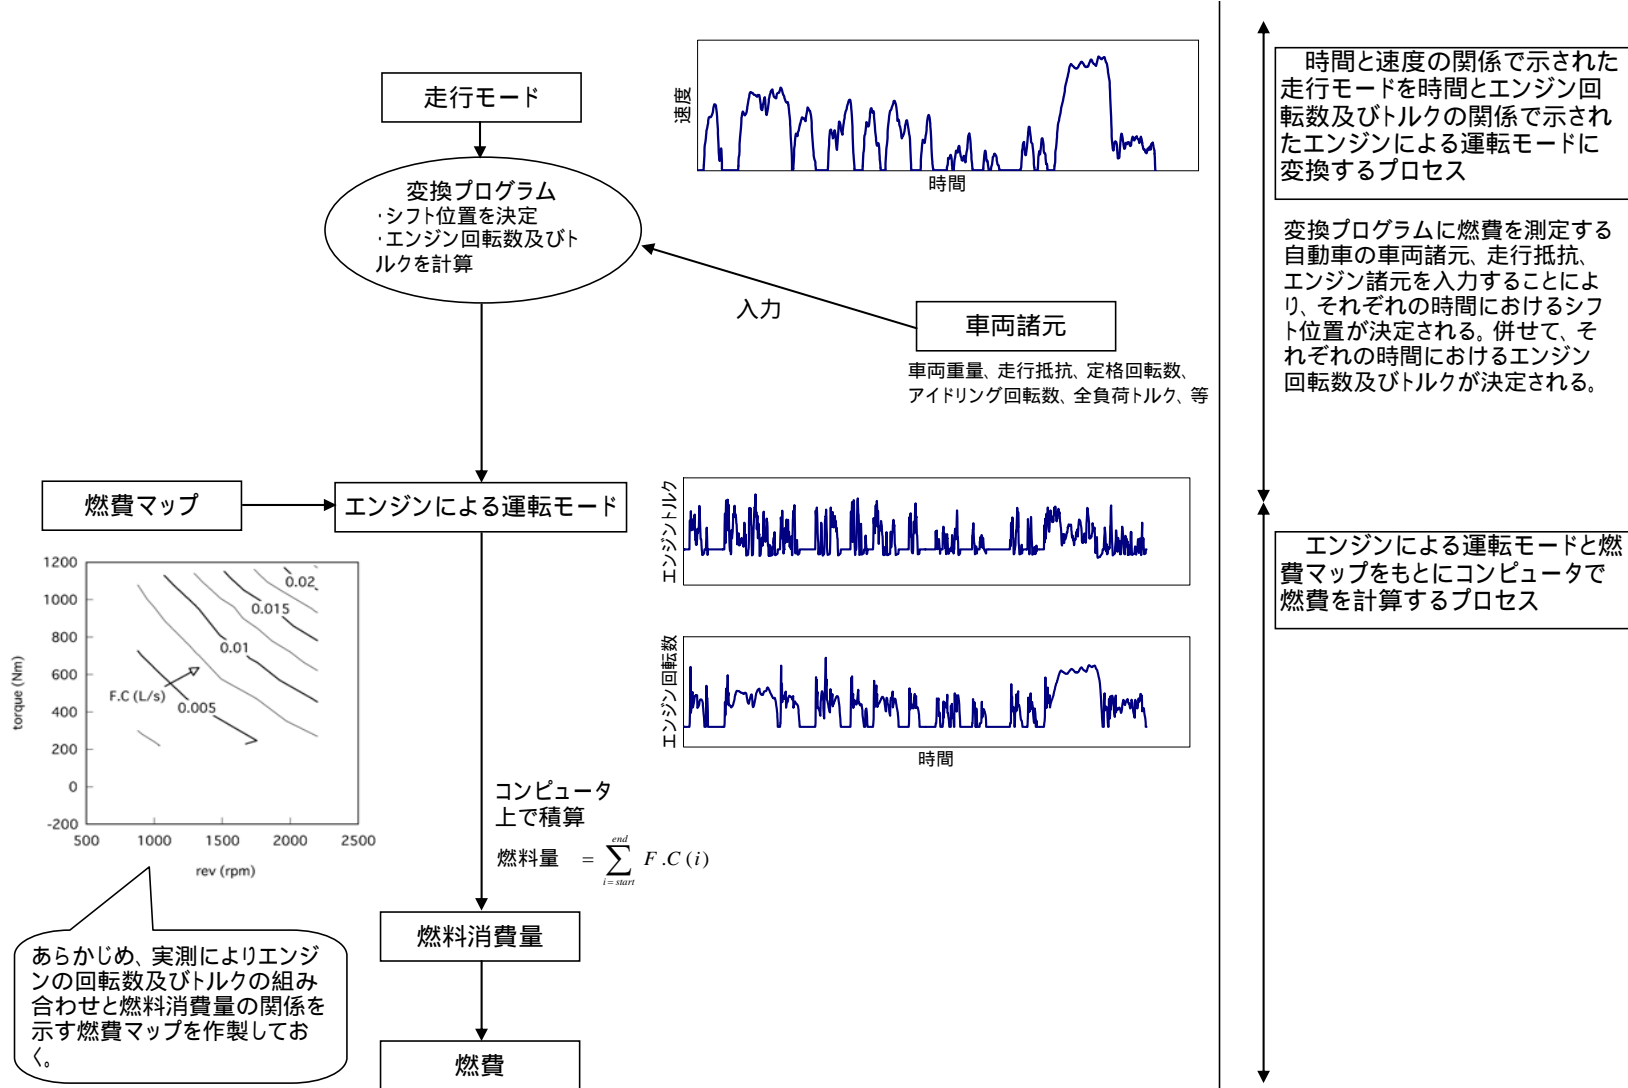 走行モード
変換プログラム
・シフト位置を決定
・エンジン回転数及びト
ルクを計算
速度
時間
入力
車両諸元
車両重量、走行抵抗、定格回転数、
アイドリング回転数、全負荷トルク、等
燃費マップ
エンジンによる運転モード
エンジントルク
エンジン回転数
時間
torque (Nm)
1200
1000
800
600
400
200
0
-200
500 1000 1500 2000 2500
rev (rpm)
0.02
0.015
0.01
F.C (L/s)
0.005
あらかじめ、実測によりエンジ
ンの回転数及びトルクの組み
合わせと燃料消費量の関係を
示す燃費マップを作製してお
く。
コンピュータ
上で積算
燃料量 = \sum_{i=start}^{end} F.C(i)
燃料消費量
燃費
時間と速度の関係で示された
走行モードを時間とエンジン回
転数及びトルクの関係で示され
たエンジンによる運転モードに
変換するプロセス
変換プログラムに燃費を測定する
自動車の車両諸元、走行抵抗、
エンジン諸元を入力することによ
り、それぞれの時間におけるシフ
ト位置が決定される。併せて、そ
れぞれの時間におけるエンジン
回転数及びトルクが決定される。
エンジンによる運転モードと燃
費マップをもとにコンピュータで
燃費を計算するプロセス